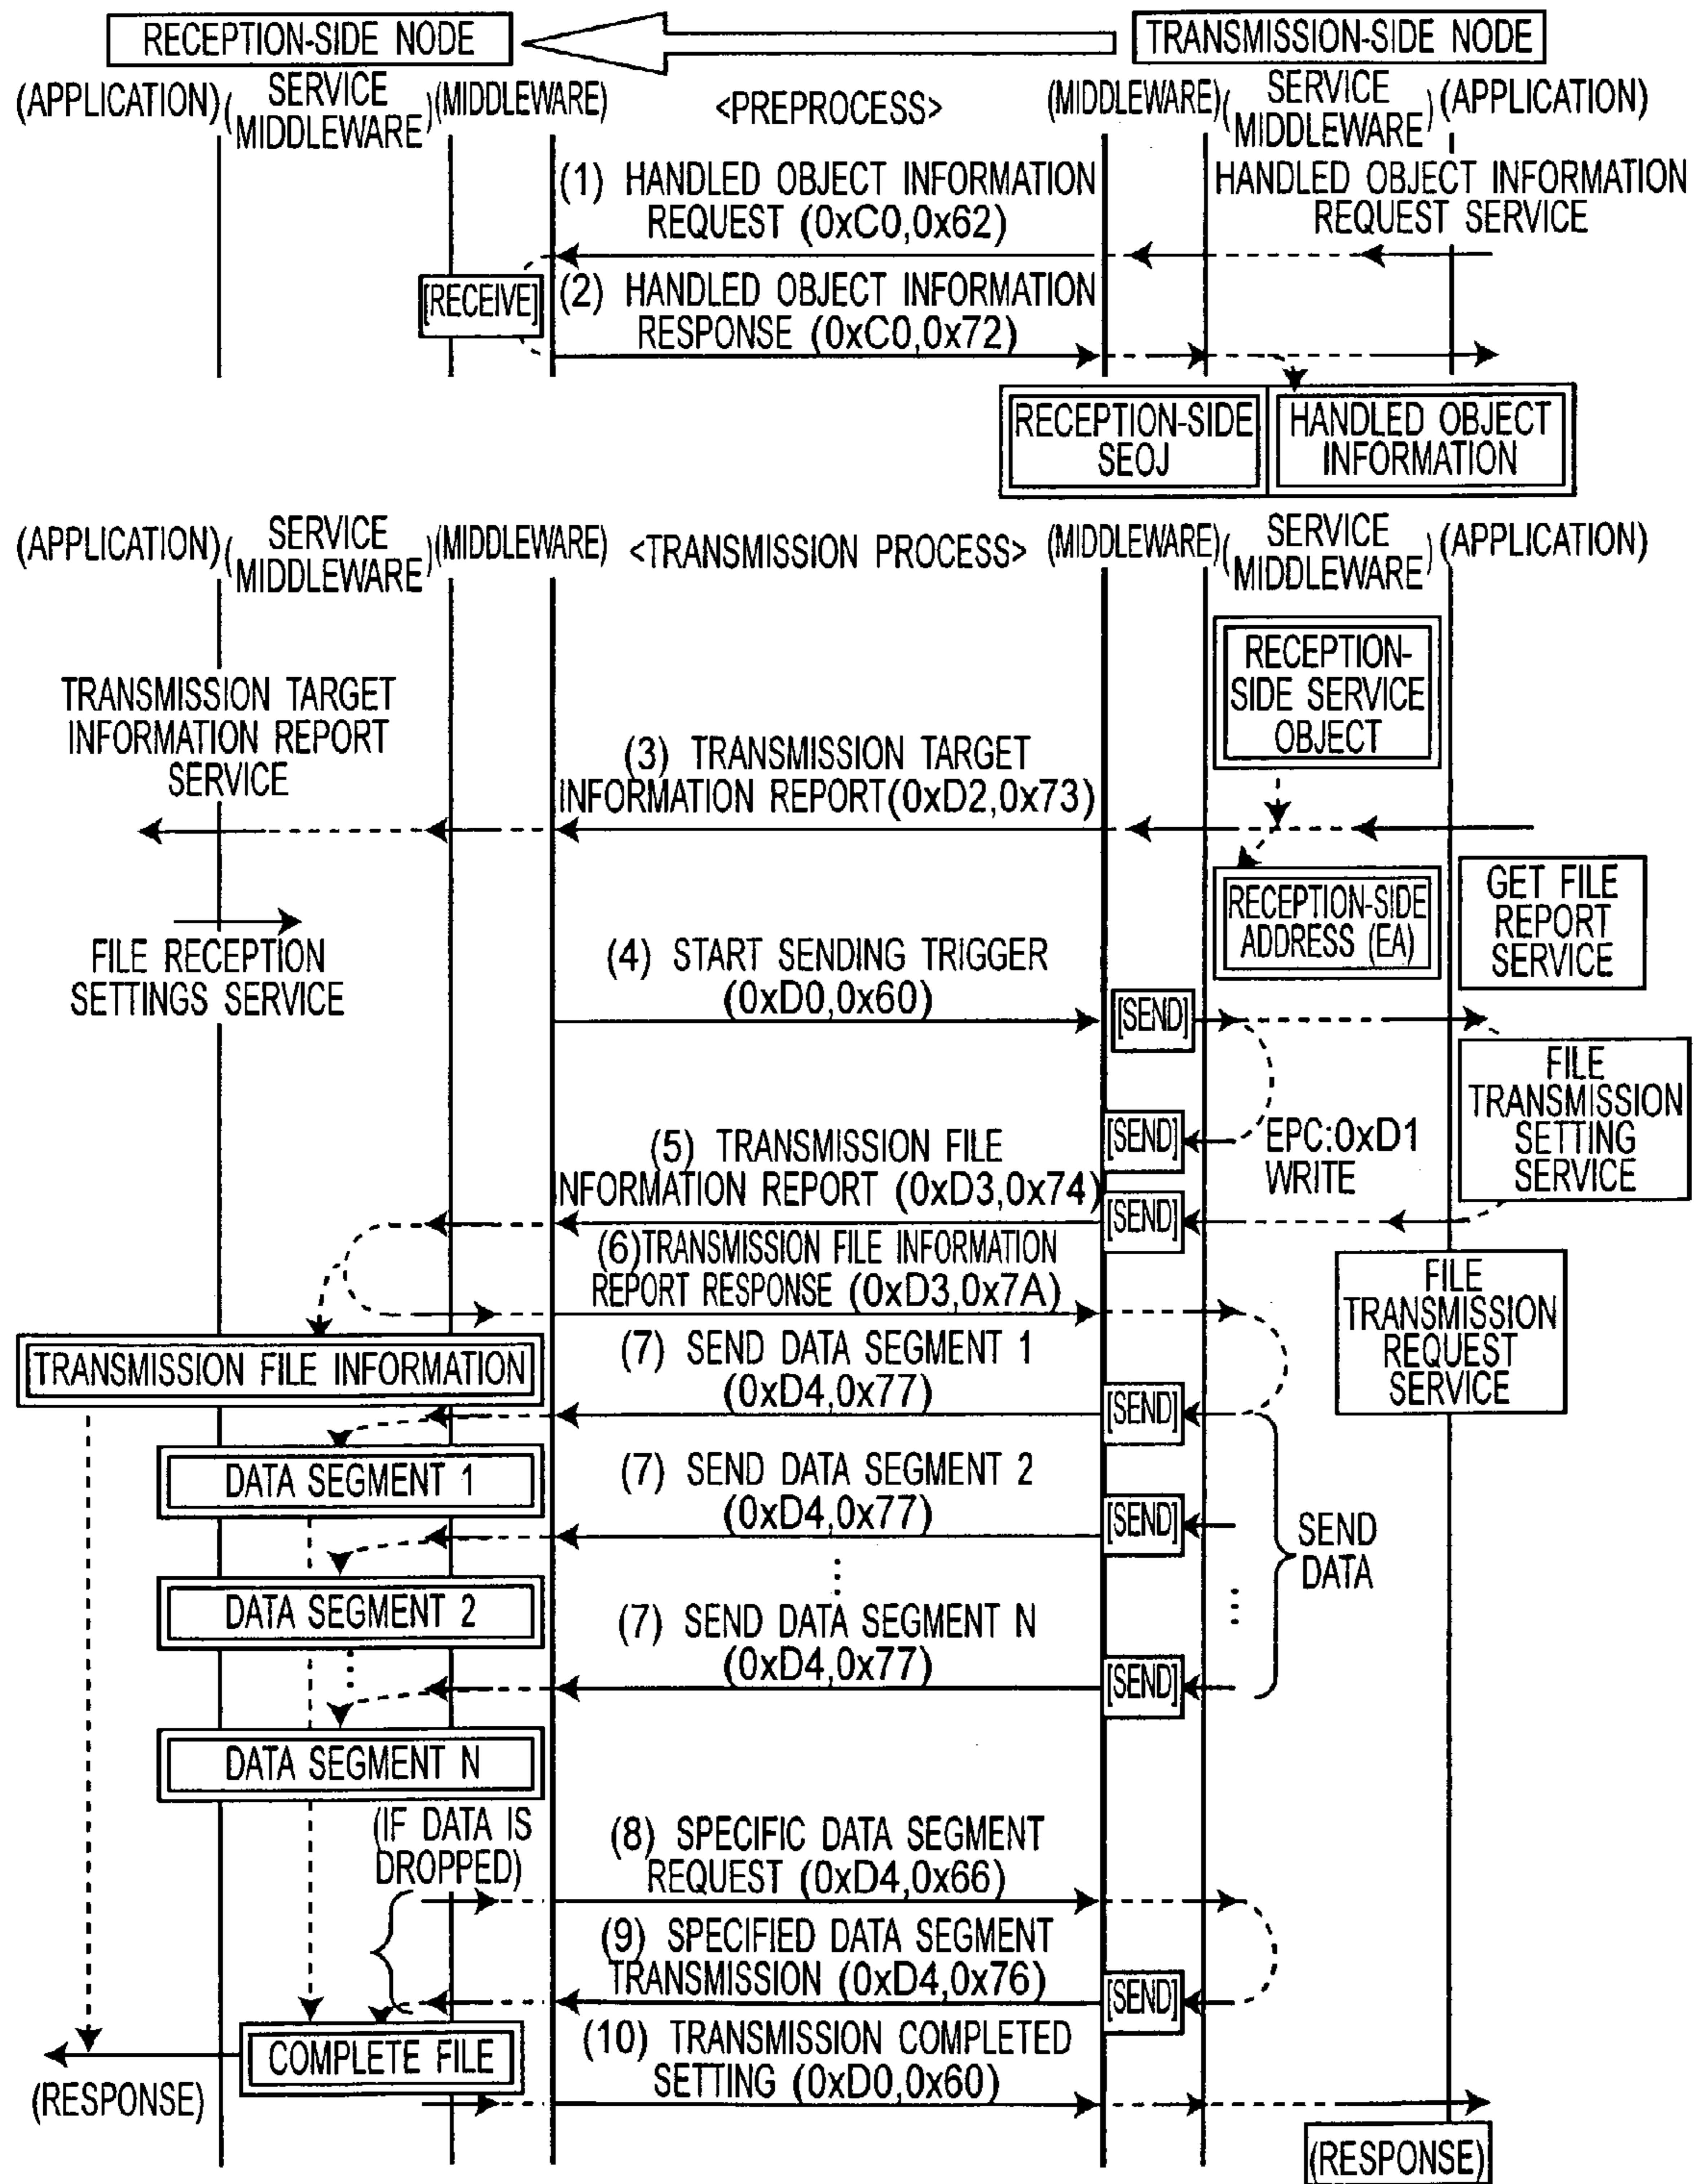 RECEPTION-SIDE NODE
TRANSMISSION-SIDE NODE
(APPLICATION)
(SERVICE
MIDDLEWARE)
(MIDDLEWARE)
<PREPROCESS>
(MIDDLEWARE)
(SERVICE
MIDDLEWARE)
(APPLICATION)
(1) HANDLED OBJECT INFORMATION
REQUEST (0xC0,0x62)
HANDLED OBJECT INFORMATION
REQUEST SERVICE
[RECEIVE]
(2) HANDLED OBJECT INFORMATION
RESPONSE (0xC0,0x72)
RECEPTION-SIDE
SEOJ
HANDLED OBJECT
INFORMATION
(APPLICATION)
(SERVICE
MIDDLEWARE)
(MIDDLEWARE)
<TRANSMISSION PROCESS>
(MIDDLEWARE)
(SERVICE
MIDDLEWARE)
(APPLICATION)
RECEPTION-
SIDE SERVICE
OBJECT
TRANSMISSION TARGET
INFORMATION REPORT
SERVICE
(3) TRANSMISSION TARGET
INFORMATION REPORT(0xD2,0x73)
RECEPTION-SIDE
ADDRESS (EA)
GET FILE
REPORT
SERVICE
FILE RECEPTION
SETTINGS SERVICE
(4) START SENDING TRIGGER
(0xD0,0x60)
[SEND]
FILE
TRANSMISSION
SETTING
SERVICE
[SEND]
EPC:0xD1
WRITE
(5) TRANSMISSION FILE
INFORMATION REPORT (0xD3,0x74)
[SEND]
(6)TRANSMISSION FILE INFORMATION
REPORT RESPONSE (0xD3,0x7A)
FILE
TRANSMISSION
REQUEST
SERVICE
TRANSMISSION FILE INFORMATION
(7) SEND DATA SEGMENT 1
(0xD4,0x77)
[SEND]
DATA SEGMENT 1
(7) SEND DATA SEGMENT 2
(0xD4,0x77)
[SEND]
SEND
DATA
DATA SEGMENT 2
(7) SEND DATA SEGMENT N
(0xD4,0x77)
[SEND]
DATA SEGMENT N
(IF DATA IS
DROPPED)
(8) SPECIFIC DATA SEGMENT
REQUEST (0xD4,0x66)
(9) SPECIFIED DATA SEGMENT
TRANSMISSION (0xD4,0x76)
[SEND]
COMPLETE FILE
(10) TRANSMISSION COMPLETED
SETTING (0xD0,0x60)
(RESPONSE)
(RESPONSE)